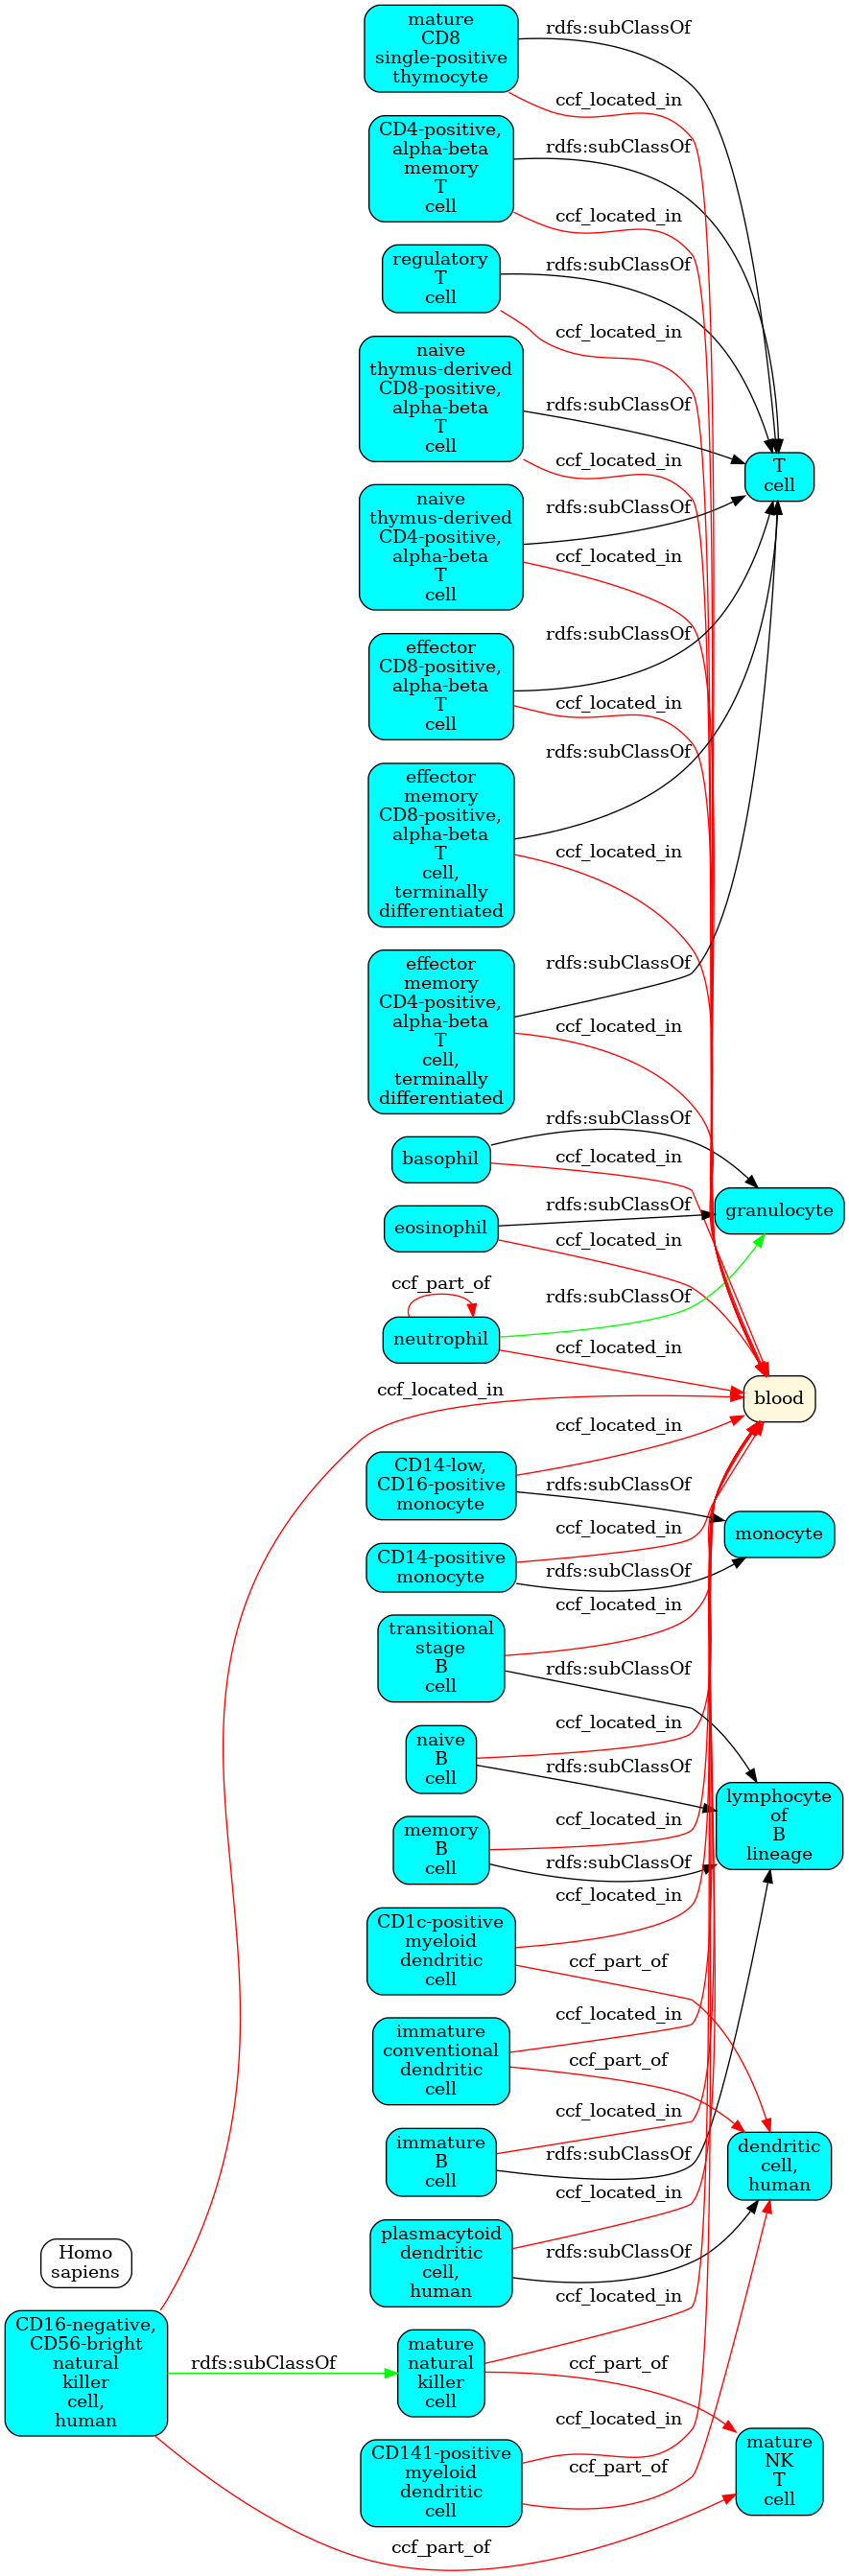 mature
CD8
single-positive
thymocyte
rdfs:subClassOf
ccf_located_in
CD4-positive,
alpha-beta
memory
T
cell
rdfs:subClassOf
ccf_located_in
regulatory
T
cell
rdfs:subClassOf
ccf_located_in
naive
thymus-derived
CD8-positive,
alpha-beta
T
cell
rdfs:subClassOf
ccf_located_in
T
cell
naive
thymus-derived
CD4-positive,
alpha-beta
T
cell
rdfs:subClassOf
ccf_located_in
effector
CD8-positive,
alpha-beta
T
cell
rdfs:subClassOf
ccf_located_in
effector
memory
CD8-positive,
alpha-beta
T
cell,
terminally
differentiated
rdfs:subClassOf
ccf_located_in
effector
memory
CD4-positive,
alpha-beta
T
cell,
terminally
differentiated
rdfs:subClassOf
ccf_located_in
basophil
rdfs:subClassOf
ccf_located_in
granulocyte
eosinophil
rdfs:subClassOf
ccf_located_in
ccf_part_of
neutrophil
rdfs:subClassOf
ccf_located_in
ccf_located_in
blood
CD14-low,
CD16-positive
monocyte
ccf_located_in
rdfs:subClassOf
monocyte
CD14-positive
monocyte
ccf_located_in
rdfs:subClassOf
transitional
stage
B
cell
ccf_located_in
rdfs:subClassOf
naive
B
cell
ccf_located_in
rdfs:subClassOf
lymphocyte
of
B
lineage
memory
B
cell
ccf_located_in
rdfs:subClassOf
CD1c-positive
myeloid
dendritic
cell
ccf_located_in
ccf_part_of
immature
conventional
dendritic
cell
ccf_located_in
ccf_part_of
immature
B
cell
ccf_located_in
rdfs:subClassOf
dendritic
cell,
human
plasmacytoid
dendritic
cell,
human
ccf_located_in
rdfs:subClassOf
Homo
sapiens
CD16-negative,
CD56-bright
natural
killer
cell,
human
rdfs:subClassOf
mature
natural
killer
cell
ccf_located_in
ccf_part_of
CD141-positive
myeloid
dendritic
cell
ccf_located_in
ccf_part_of
mature
NK
T
cell
ccf_part_of